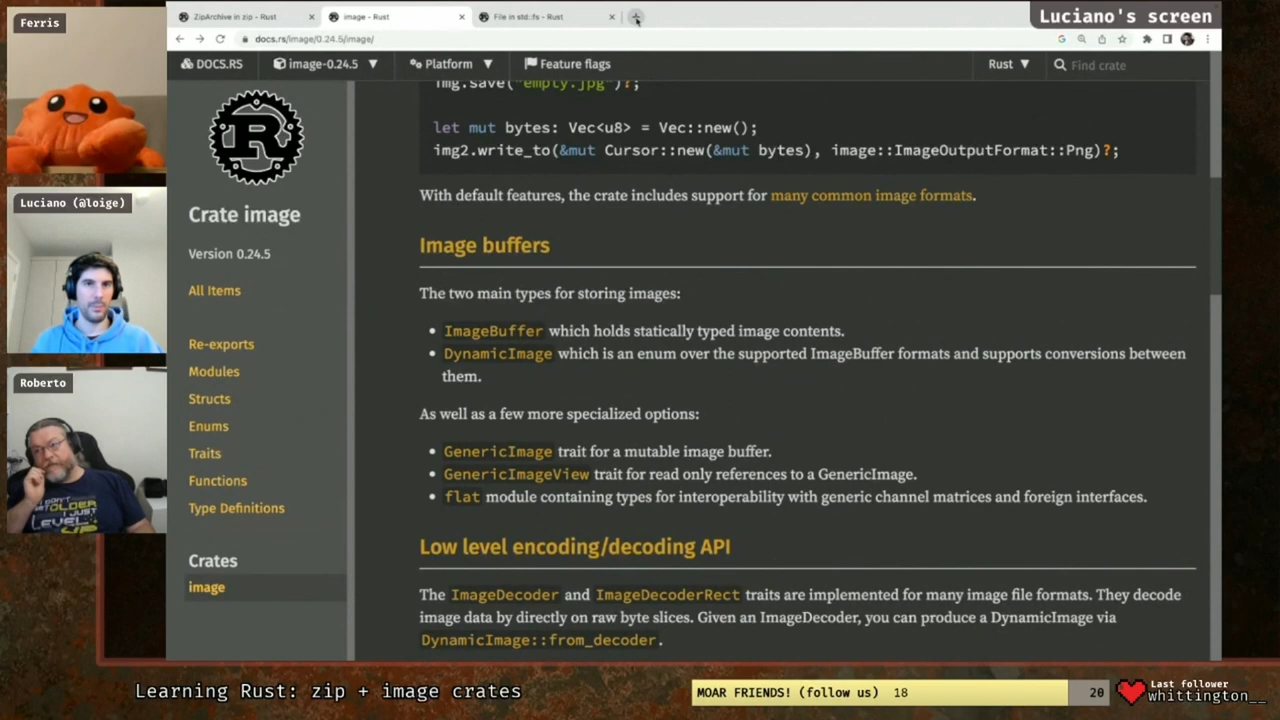 Ferris
Luciano (@loige)
Roberto
ZipArchive in zip - Rust
image - Rust
File in std::fs - Rust
Luciano's screen
docs.rs/image/0.24.5/image/
DOCS.RS
image-0.24.5
Platform
Feature flags
Rust
Find crate
Crate image
Version 0.24.5
All Items
Re-exports
Modules
Structs
Enums
Traits
Functions
Type Definitions
Crates
image
img.save("empty.jpg")?;
let mut bytes: Vec<u8> = Vec::new();
img2.write_to(&mut Cursor::new(&mut bytes), image::ImageOutputFormat::Png)?;
With default features, the crate includes support for many common image formats.
Image buffers
The two main types for storing images:
• ImageBuffer which holds statically typed image contents.
• DynamicImage which is an enum over the supported ImageBuffer formats and supports conversions between
them.
As well as a few more specialized options:
• GenericImage trait for a mutable image buffer.
• GenericImageView trait for read only references to a GenericImage.
• flat module containing types for interoperability with generic channel matrices and foreign interfaces.
Low level encoding/decoding API
The ImageDecoder and ImageDecoderRect traits are implemented for many image file formats. They decode
image data by directly on raw byte slices. Given an ImageDecoder, you can produce a DynamicImage via
DynamicImage::from_decoder.
Learning Rust: zip + image crates
MOAR FRIENDS! (follow us) 18
20
Last follower
whittington__